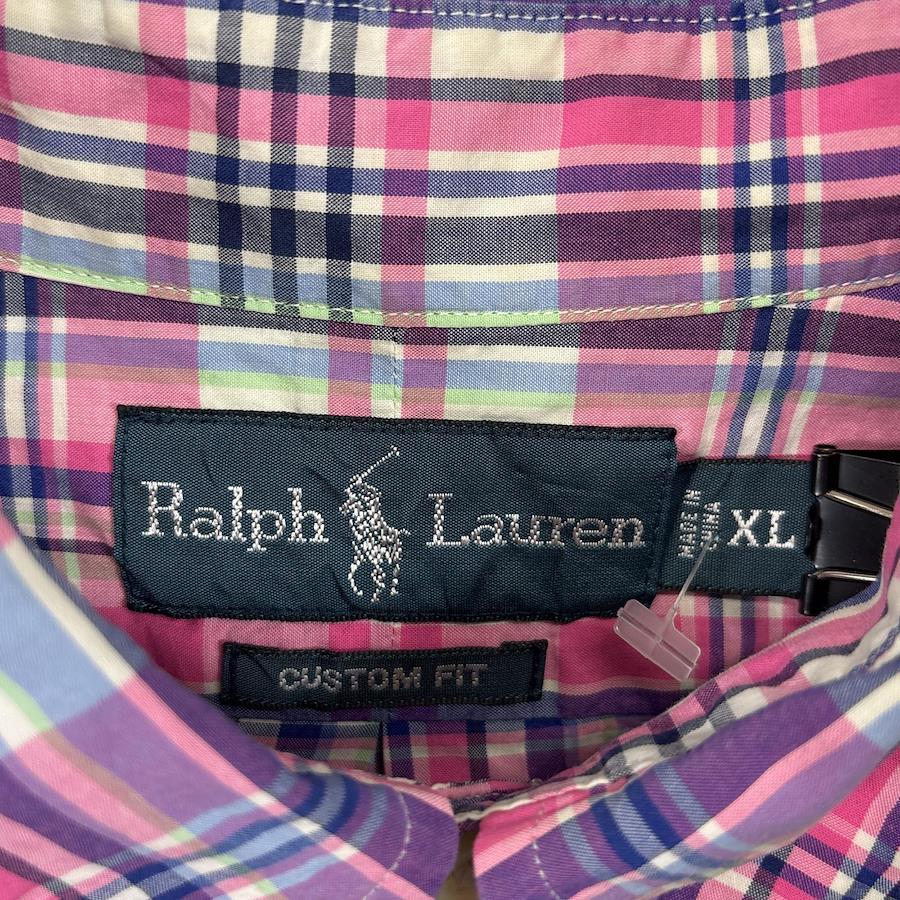 Ralph Lauren
MADE IN
CHINA
XL
CUSTOM FIT